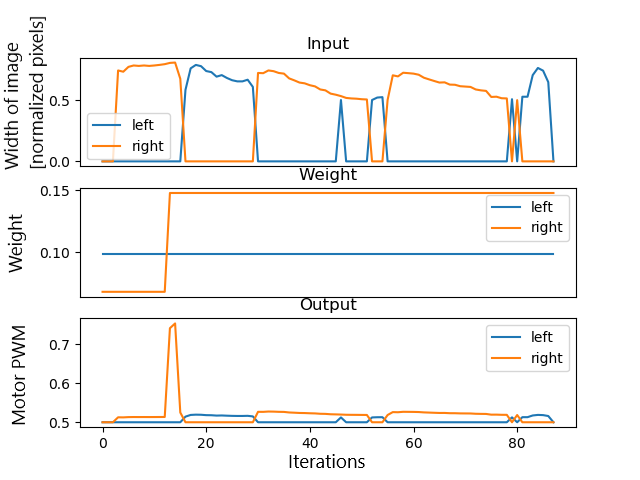 Input
Width of image
[normalized pixels]
0.5
0.0
left
right
Weight
Weight
0.15
0.10
left
right
Output
Motor PWM
0.7
0.6
0.5
left
right
0 20 40 60 80
Iterations